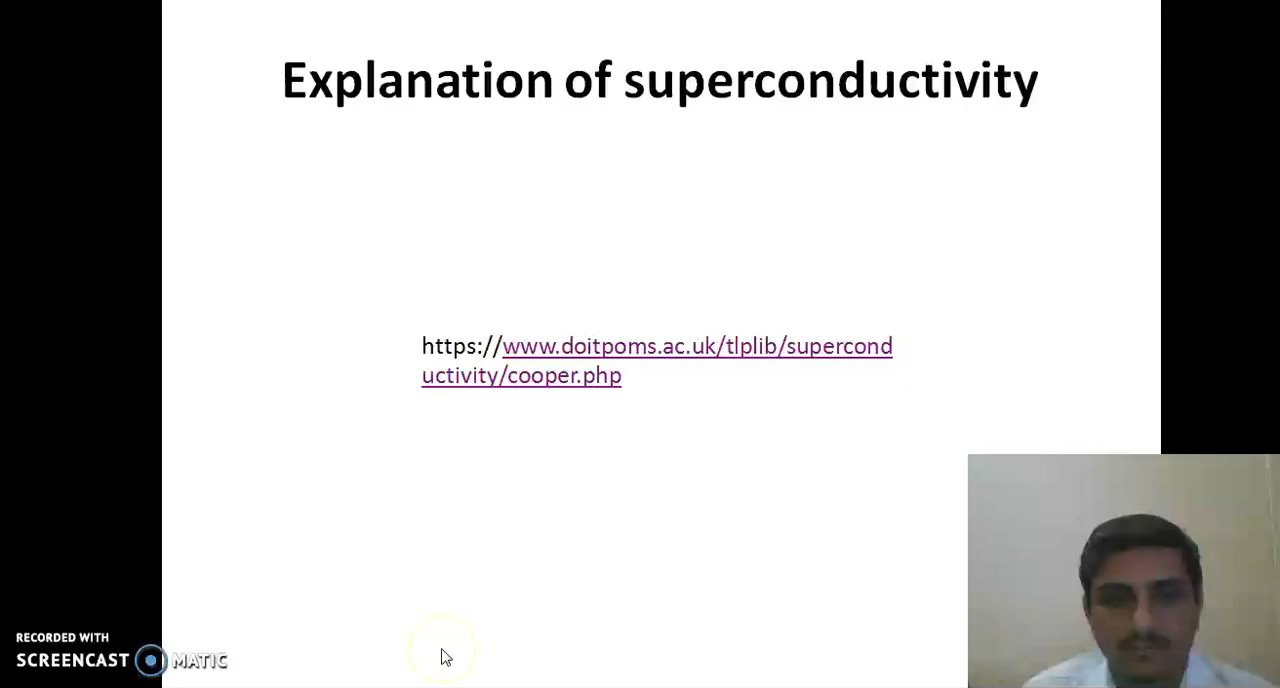 Explanation of superconductivity
https://www.doitpoms.ac.uk/tlplib/supercond
uctivity/cooper.php
RECORDED WITH
SCREENCAST MATIC